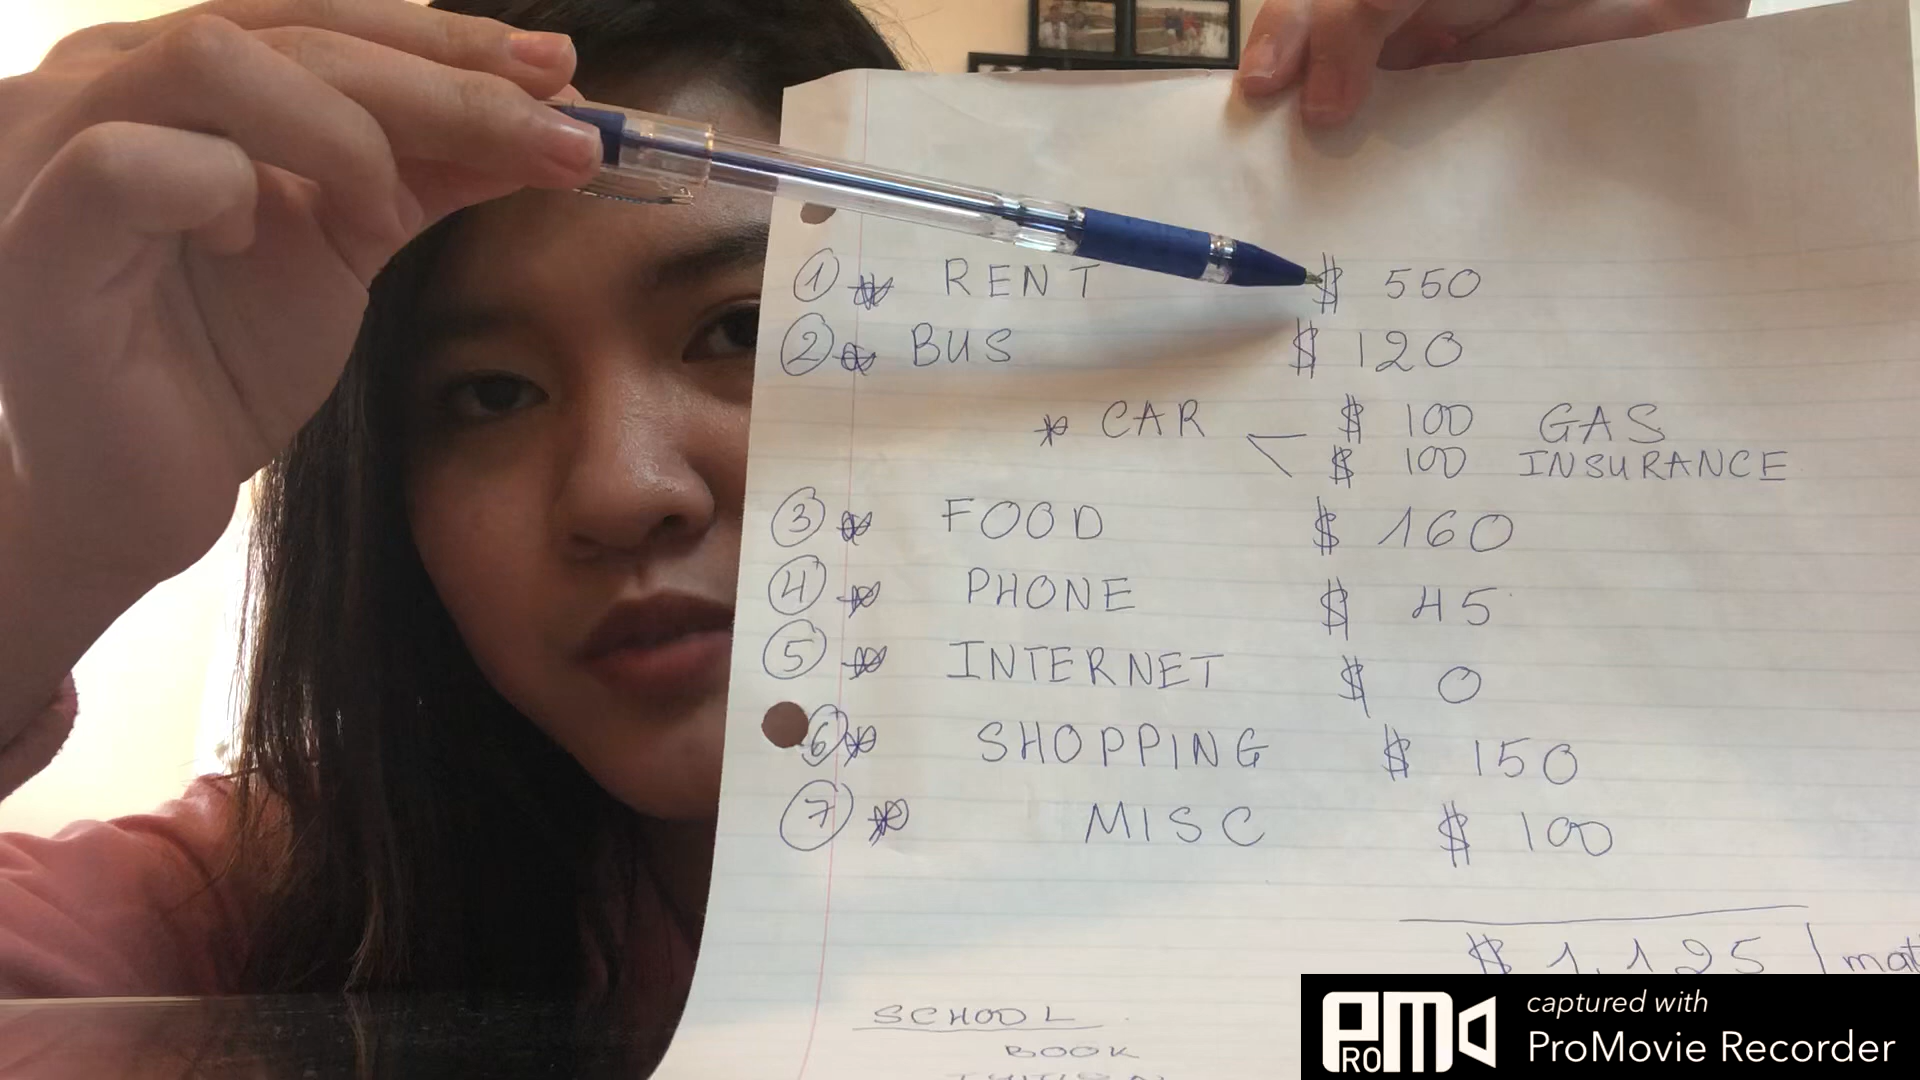 1 * RENT $ 550
2 * BUS $ 120
* CAR $ 100 GAS
$ 100 INSURANCE
3 * FOOD $ 160
4 * PHONE $ 45
5 * INTERNET $ 0
6 * SHOPPING $ 150
7 * MISC $ 100
$ 1,125 /
SCHOOL
BOOK
PROM
captured with
ProMovie Recorder